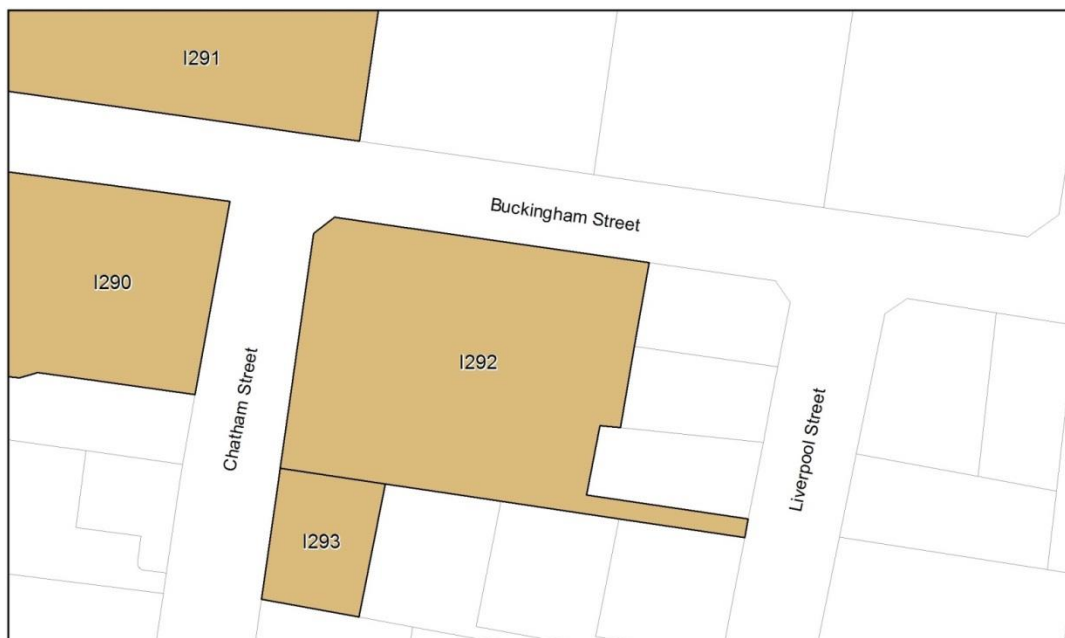 I291
Buckingham Street
I290
I292
Chatham Street
Liverpool Street
I293